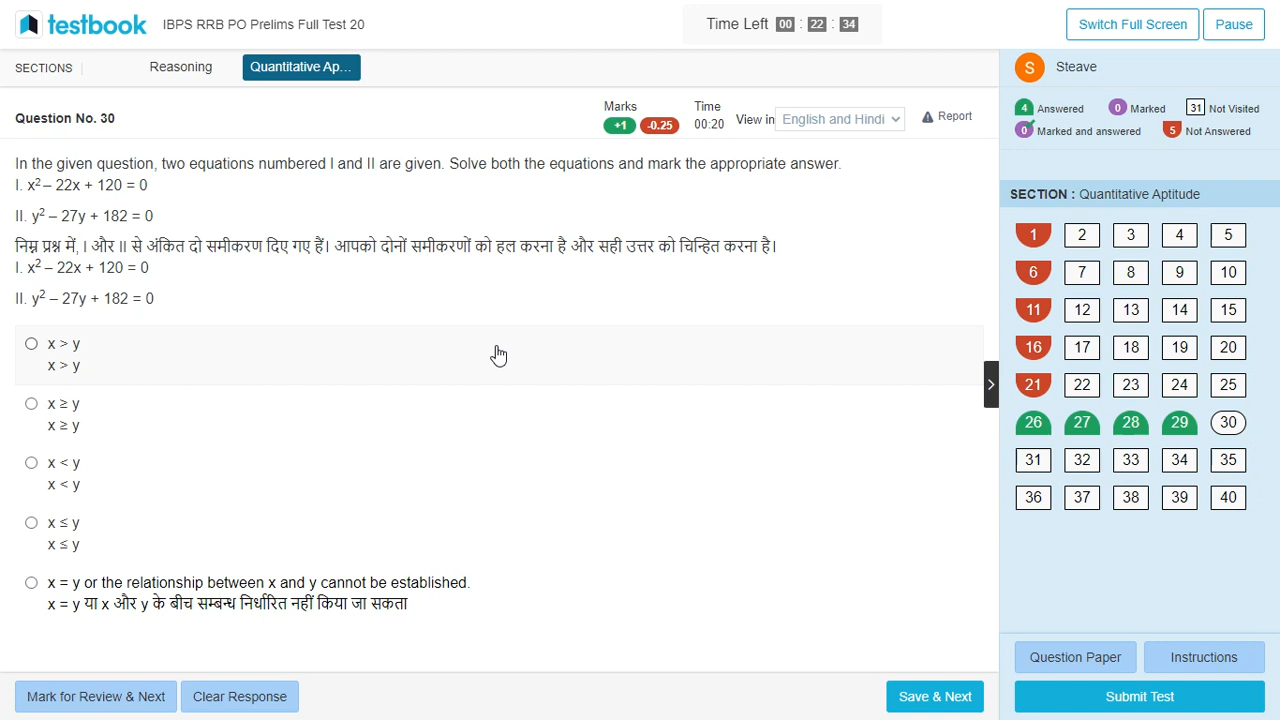 testbook
IBPS RRB PO Prelims Full Test 20
Time Left 00 : 22 : 34
Switch Full Screen
Pause
SECTIONS
Reasoning
Quantitative Ap...
S Steave
Question No. 30
Marks
+1 -0.25
Time
00:20
View in English and Hindi
Report
4 Answered
0 Marked
31 Not Visited
0 Marked and answered
5 Not Answered
In the given question, two equations numbered I and II are given. Solve both the equations and mark the appropriate answer.
I. x² – 22x + 120 = 0
II. y² – 27y + 182 = 0
निम्न प्रश्न में, I और II से अंकित दो समीकरण दिए गए हैं। आपको दोनों समीकरणों को हल करना है और सही उत्तर को चिन्हित करना है।
I. x² – 22x + 120 = 0
II. y² – 27y + 182 = 0
x > y
x > y
x ≥ y
x ≥ y
x < y
x < y
x ≤ y
x ≤ y
x = y or the relationship between x and y cannot be established.
x = y या x और y के बीच सम्बन्ध निर्धारित नहीं किया जा सकता
SECTION : Quantitative Aptitude
1 2 3 4 5
6 7 8 9 10
11 12 13 14 15
16 17 18 19 20
21 22 23 24 25
26 27 28 29 30
31 32 33 34 35
36 37 38 39 40
Question Paper
Instructions
Mark for Review & Next
Clear Response
Save & Next
Submit Test